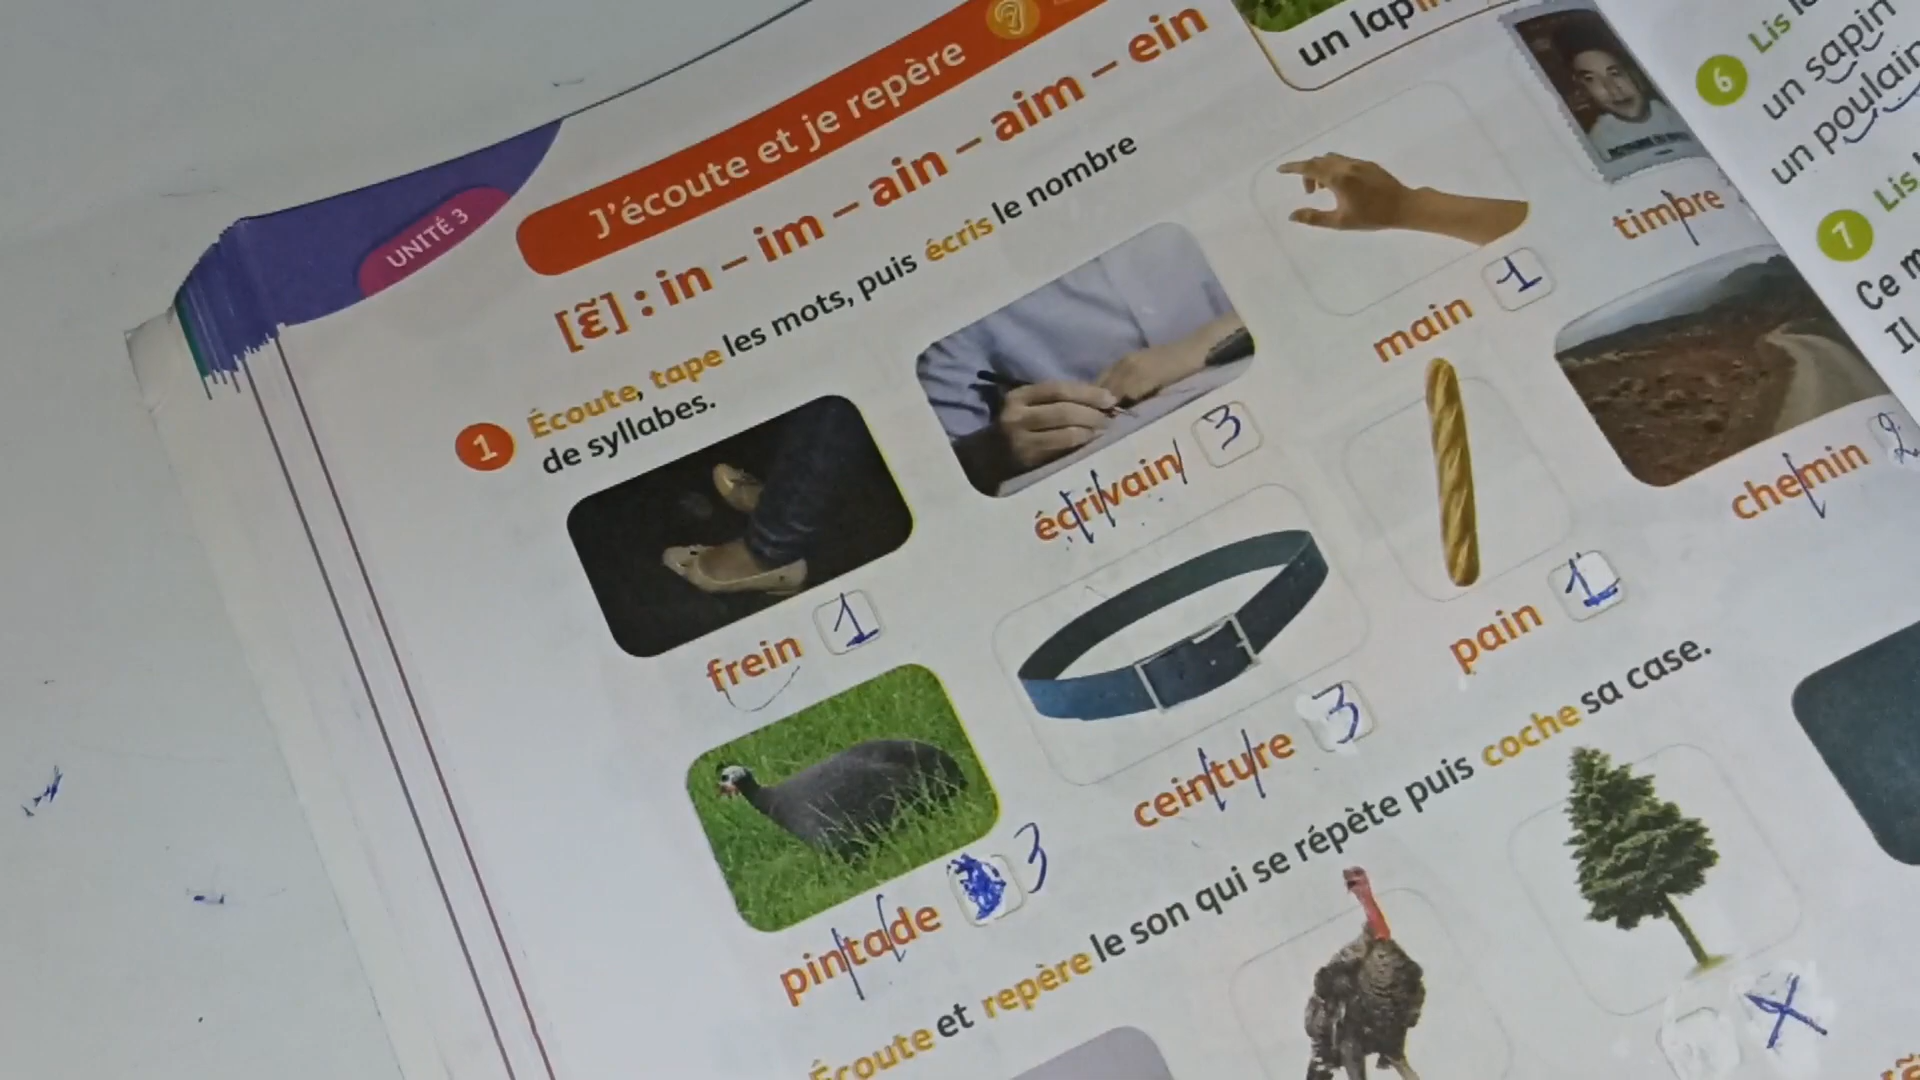 UNITÉ 3
J'écoute et je repère
[ɛ̃] : in – im – ain – aim – ein
un lapin
1 Écoute, tape les mots, puis écris le nombre
de syllabes.
frein 1
écrivain 3
main 1
timbre
pintade 3
ceinture 3
pain 1
chemin 2
Écoute et repère le son qui se répète puis coche sa case.
6 Lis
un sapin
un poulain
7 Lis
Ce
Il